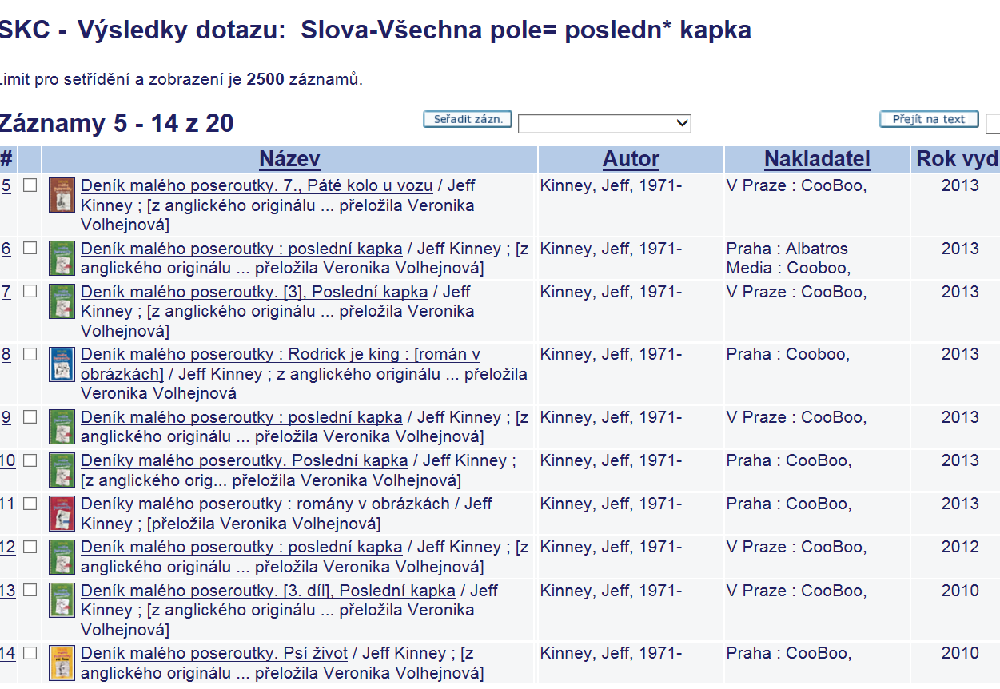 SKC - Výsledky dotazu: Slova-Všechna pole= posledn* kapka
Limit pro setřídění a zobrazení je 2500 záznamů.
Záznamy 5 - 14 z 20
Seřadit zázn.
Přejít na text
# Název Autor Nakladatel Rok vyd
5 Deník malého poseroutky. 7., Páté kolo u vozu / Jeff Kinney, Jeff, 1971- V Praze : CooBoo, 2013
Kinney ; [z anglického originálu ... přeložila Veronika
Volhejnová]
6 Deník malého poseroutky : poslední kapka / Jeff Kinney ; [z Kinney, Jeff, 1971- Praha : Albatros 2013
anglického originálu ... přeložila Veronika Volhejnová] Media : Cooboo,
7 Deník malého poseroutky. [3], Poslední kapka / Jeff Kinney, Jeff, 1971- V Praze : CooBoo, 2013
Kinney ; [z anglického originálu ... přeložila Veronika
Volhejnová]
8 Deník malého poseroutky : Rodrick je king : [román v Kinney, Jeff, 1971- Praha : Cooboo, 2013
obrázkách] / Jeff Kinney ; z anglického originálu ... přeložila
Veronika Volhejnová
9 Deník malého poseroutky : poslední kapka / Jeff Kinney ; [z Kinney, Jeff, 1971- V Praze : CooBoo, 2013
anglického originálu ... přeložila Veronika Volhejnová]
10 Deníky malého poseroutky. Poslední kapka / Jeff Kinney ; Kinney, Jeff, 1971- Praha : CooBoo, 2013
[z anglického orig... přeložila Veronika Volhejnová]
11 Deníky malého poseroutky : romány v obrázkách / Jeff Kinney, Jeff, 1971- Praha : CooBoo, 2013
Kinney ; [přeložila Veronika Volhejnová]
12 Deník malého poseroutky : poslední kapka / Jeff Kinney ; [z Kinney, Jeff, 1971- V Praze : CooBoo, 2012
anglického originálu ... přeložila Veronika Volhejnová]
13 Deník malého poseroutky. [3. díl], Poslední kapka / Jeff Kinney, Jeff, 1971- V Praze : CooBoo, 2010
Kinney ; [z anglického originálu ... přeložila Veronika
Volhejnová]
14 Deník malého poseroutky. Psí život / Jeff Kinney ; [z Kinney, Jeff, 1971- Praha : CooBoo, 2010
anglického originálu ... přeložila Veronika Volhejnová]